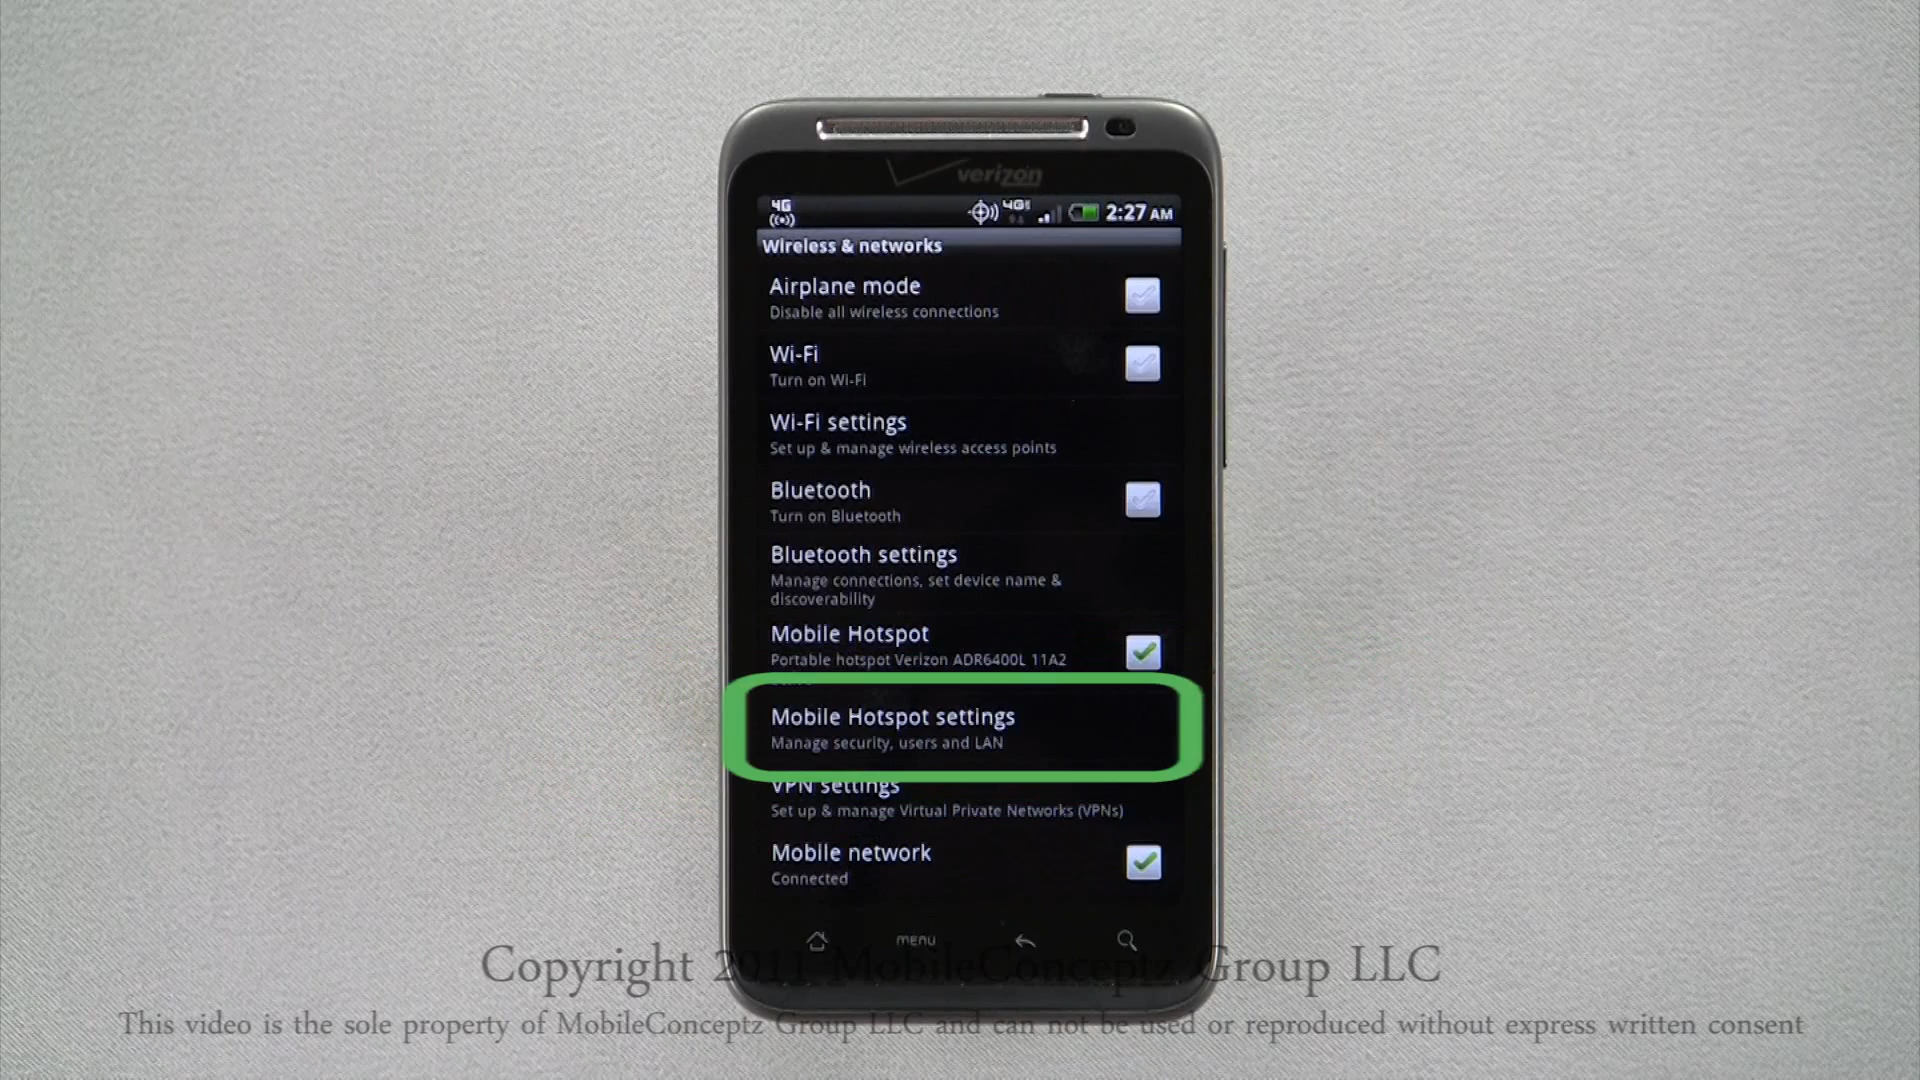 verizon
4G
4G
2:27 AM
Wireless & networks
Airplane mode
Disable all wireless connections
Wi-Fi
Turn on Wi-Fi
Wi-Fi settings
Set up & manage wireless access points
Bluetooth
Turn on Bluetooth
Bluetooth settings
Manage connections, set device name &
discoverability
Mobile Hotspot
Portable hotspot Verizon ADR6400L 11A2
Mobile Hotspot settings
Manage security, users and LAN
VPN settings
Set up & manage Virtual Private Networks (VPNs)
Mobile network
Connected
MENU
Copyright 2011 MobileConceptz Group LLC
This video is the sole property of MobileConceptz Group LLC and can not be used or reproduced without express written consent